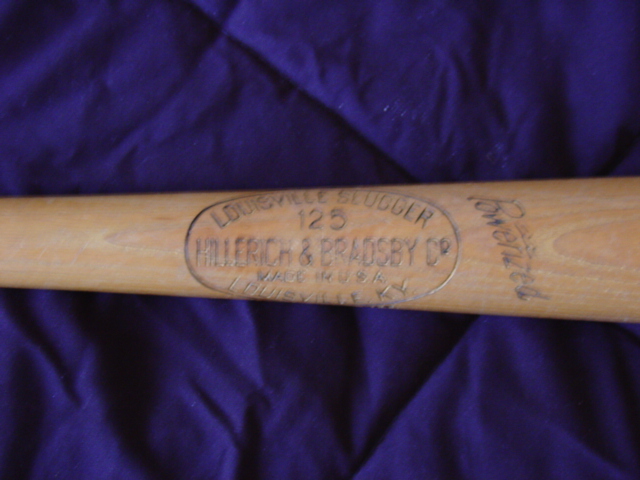 LOUISVILLE SLUGGER
125
HILLERICH & BRADSBY Co
MADE IN U.S.A.
LOUISVILLE, KY.
Powerized